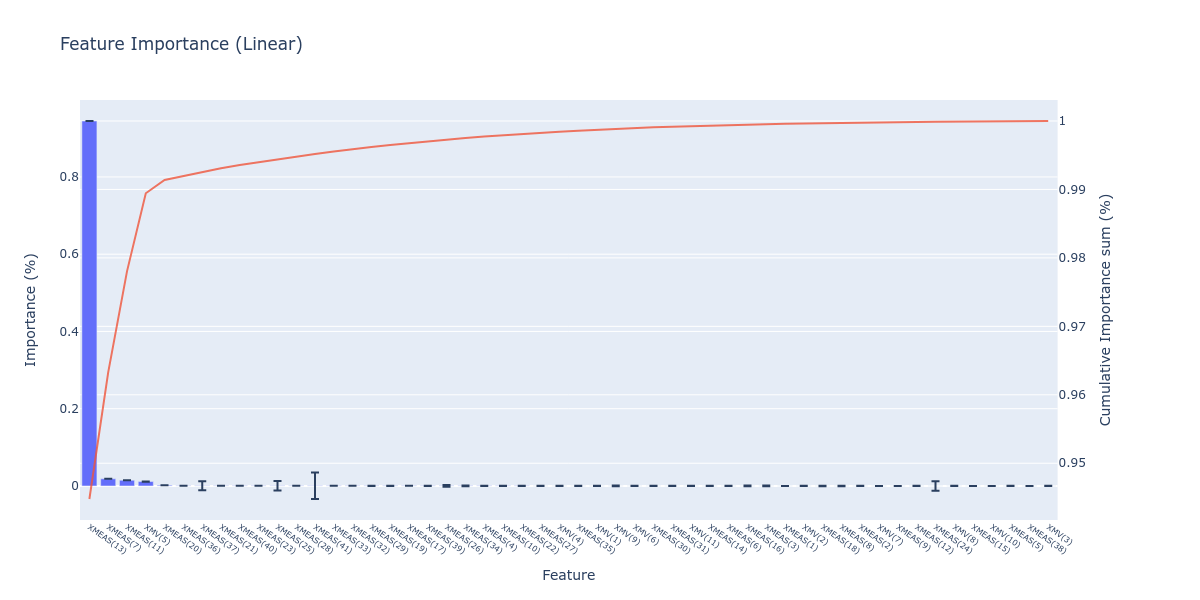 Feature Importance (Linear)
Importance (%)
0.8
0.6
0.4
0.2
0
1
0.99
0.98
0.97
0.96
0.95
Cumulative Importance sum (%)
XMEAS(13)
XMEAS(7)
XMEAS(11)
XMV(5)
XMEAS(20)
XMEAS(36)
XMEAS(37)
XMEAS(21)
XMEAS(40)
XMEAS(23)
XMEAS(25)
XMEAS(28)
XMEAS(41)
XMEAS(33)
XMEAS(32)
XMEAS(29)
XMEAS(19)
XMEAS(17)
XMEAS(39)
XMEAS(26)
XMEAS(34)
XMEAS(4)
XMEAS(10)
XMEAS(22)
XMEAS(27)
XMV(4)
XMEAS(35)
XMV(1)
XMV(9)
XMV(6)
XMEAS(30)
XMEAS(31)
XMV(11)
XMEAS(14)
XMEAS(6)
XMEAS(16)
XMEAS(3)
XMEAS(1)
XMV(2)
XMEAS(18)
XMEAS(8)
XMEAS(2)
XMV(7)
XMEAS(9)
XMEAS(12)
XMEAS(24)
XMV(8)
XMEAS(15)
XMV(10)
XMEAS(5)
XMEAS(38)
XMV(3)
Feature